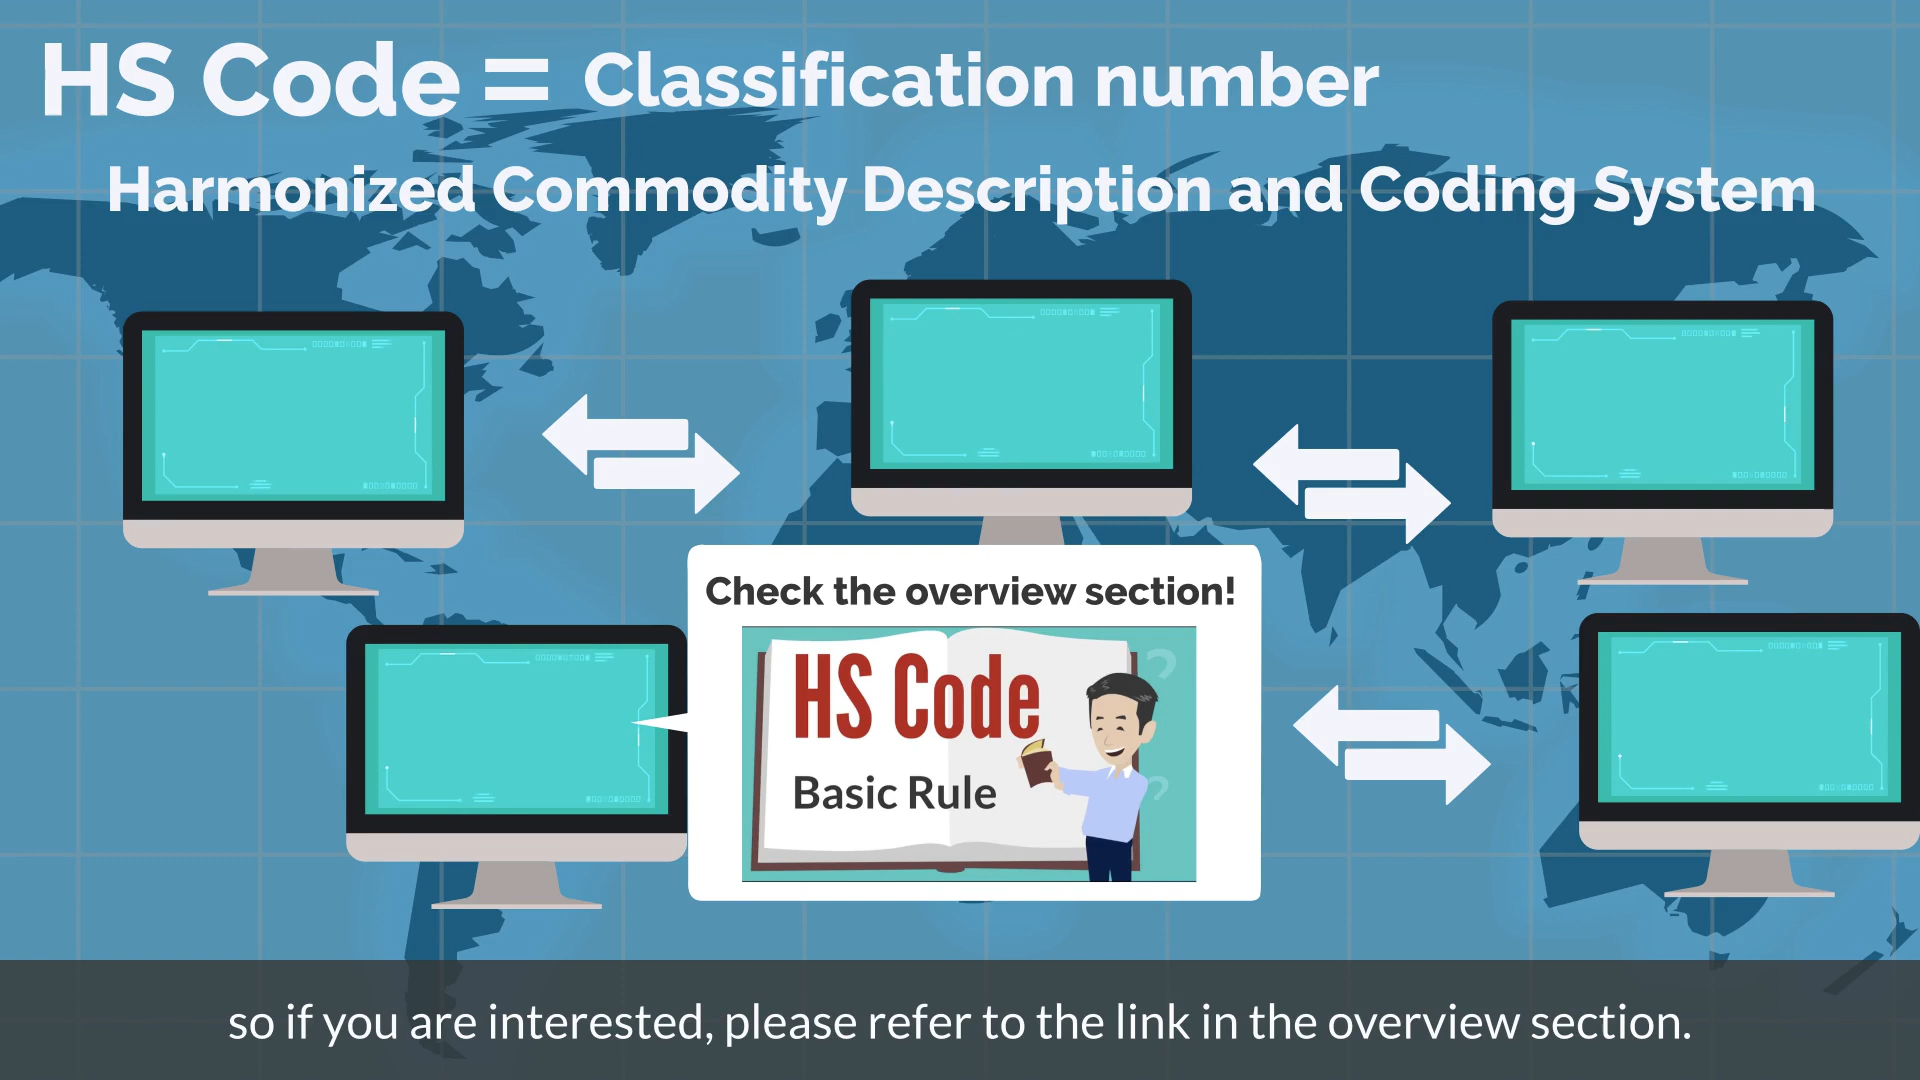 HS Code = Classification number
Harmonized Commodity Description and Coding System
Check the overview section!
HS Code
Basic Rule
so if you are interested, please refer to the link in the overview section.